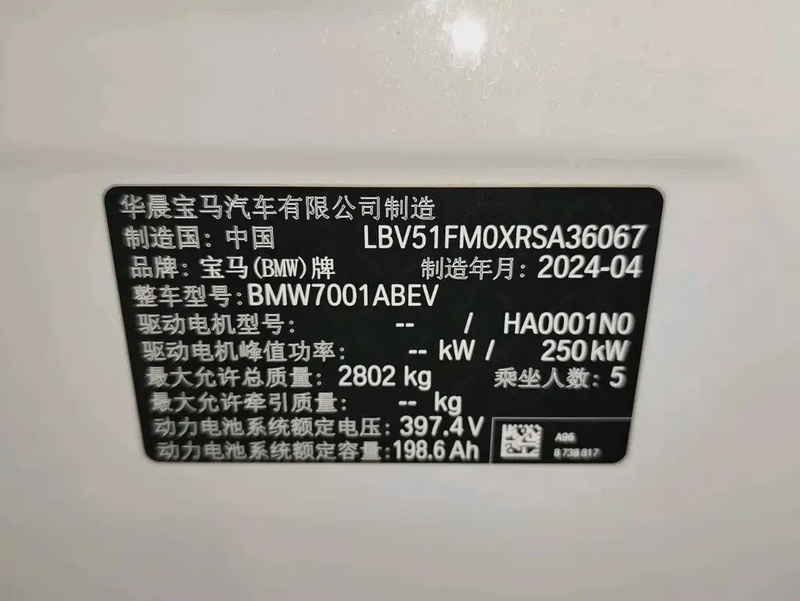 华晨宝马汽车有限公司制造
制造国: 中国 LBV51FM0XRSA36067
品牌: 宝马(BMW)牌 制造年月: 2024-04
整车型号: BMW7001ABEV
驱动电机型号: -- / HA0001N0
驱动电机峰值功率: -- kW / 250 kW
最大允许总质量: 2802 kg 乘坐人数: 5
最大允许牵引质量: -- kg
动力电池系统额定电压: 397.4 V
动力电池系统额定容量: 198.6 Ah
A96
8 738 817